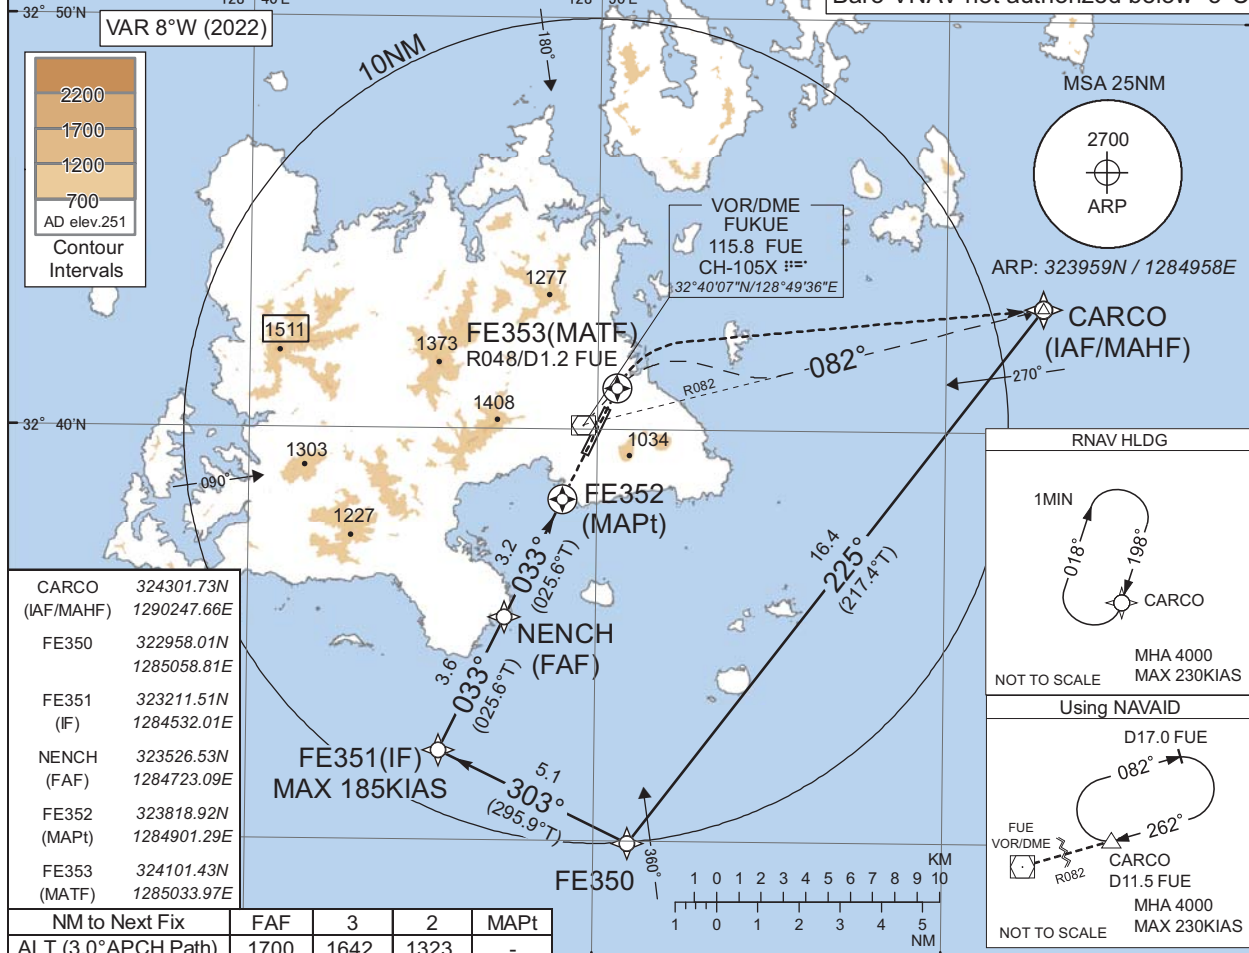 32° 50'N
VAR 8°W (2022)
10NM
180°
2200
1700
1200
700
AD elev.251
Contour
Intervals
MSA 25NM
2700
ARP
ARP: 323959N / 1284958E
VOR/DME
FUKUE
115.8 FUE
CH-105X
32°40'07"N/128°49'36"E
1277
1511
1373
FE353(MATF)
R048/D1.2 FUE
CARCO
(IAF/MAHF)
082°
R082
270°
1408
32° 40'N
1034
1303
090°
1227
FE352
(MAPt)
3.2
033°
(025.6°T)
16.4
225°
(217.4°T)
NENCH
(FAF)
3.6
033°
(025.6°T)
FE351(IF)
MAX 185KIAS
5.1
303°
(295.9°T)
FE350
360°
RNAV HLDG
1MIN
018°
198°
CARCO
MHA 4000
MAX 230KIAS
NOT TO SCALE
Using NAVAID
D17.0 FUE
082°
262°
FUE
VOR/DME
R082
CARCO
D11.5 FUE
MHA 4000
MAX 230KIAS
NOT TO SCALE
CARCO 324301.73N
(IAF/MAHF) 1290247.66E
FE350 322958.01N
1285058.81E
FE351 323211.51N
(IF) 1284532.01E
NENCH 323526.53N
(FAF) 1284723.09E
FE352 323818.92N
(MAPt) 1284901.29E
FE353 324101.43N
(MATF) 1285033.97E
KM
1 0 1 2 3 4 5 6 7 8 9 10
1 0 1 2 3 4 5
NM
NM to Next Fix FAF 3 2 MAPt
ALT (3.0°APCH Path) 1700 1642 1323 -